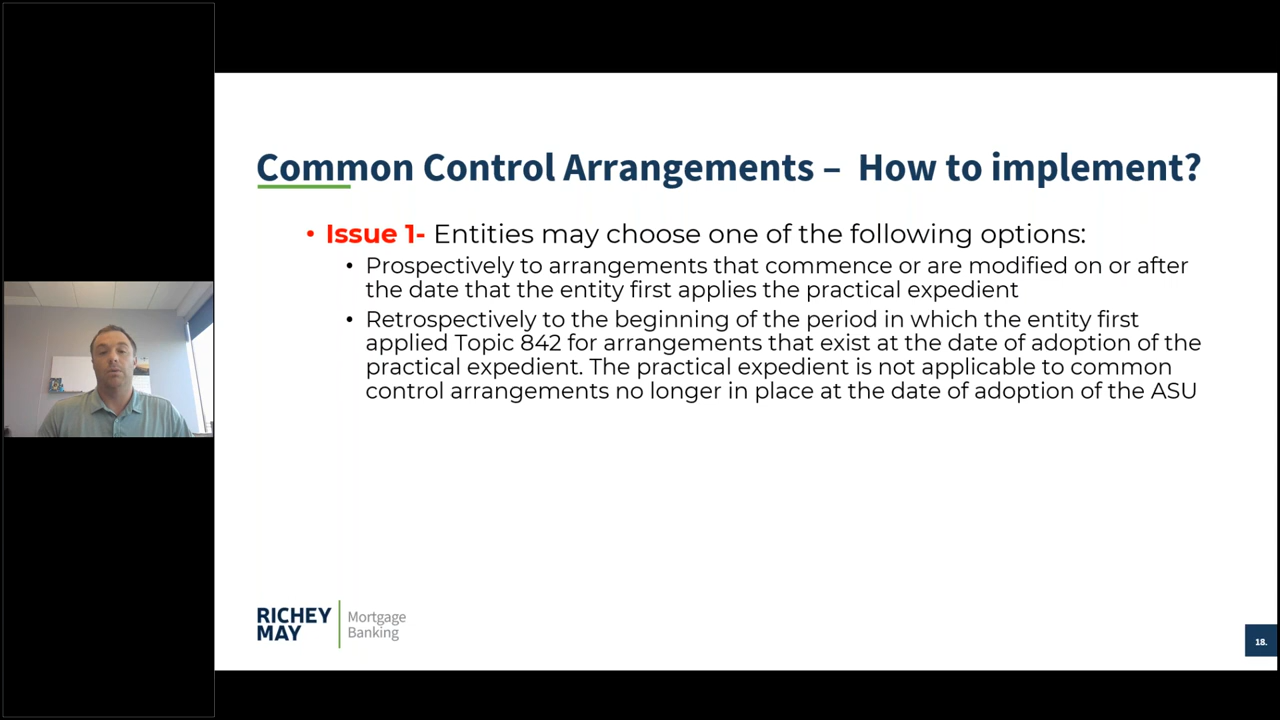 Common Control Arrangements – How to implement?
• Issue 1- Entities may choose one of the following options:
• Prospectively to arrangements that commence or are modified on or after
the date that the entity first applies the practical expedient
• Retrospectively to the beginning of the period in which the entity first
applied Topic 842 for arrangements that exist at the date of adoption of the
practical expedient. The practical expedient is not applicable to common
control arrangements no longer in place at the date of adoption of the ASU
RICHEY
MAY
Mortgage
Banking
18.